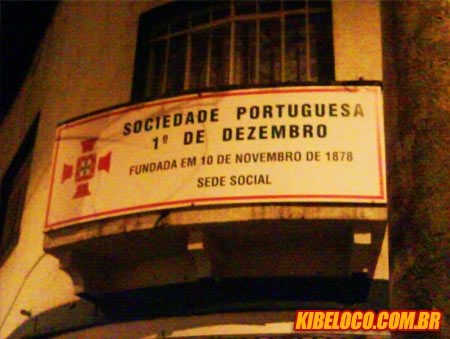 SOCIEDADE PORTUGUESA
1º DE DEZEMBRO
FUNDADA EM 10 DE NOVEMBRO DE 1878
SEDE SOCIAL
KIBELOCO.COM.BR